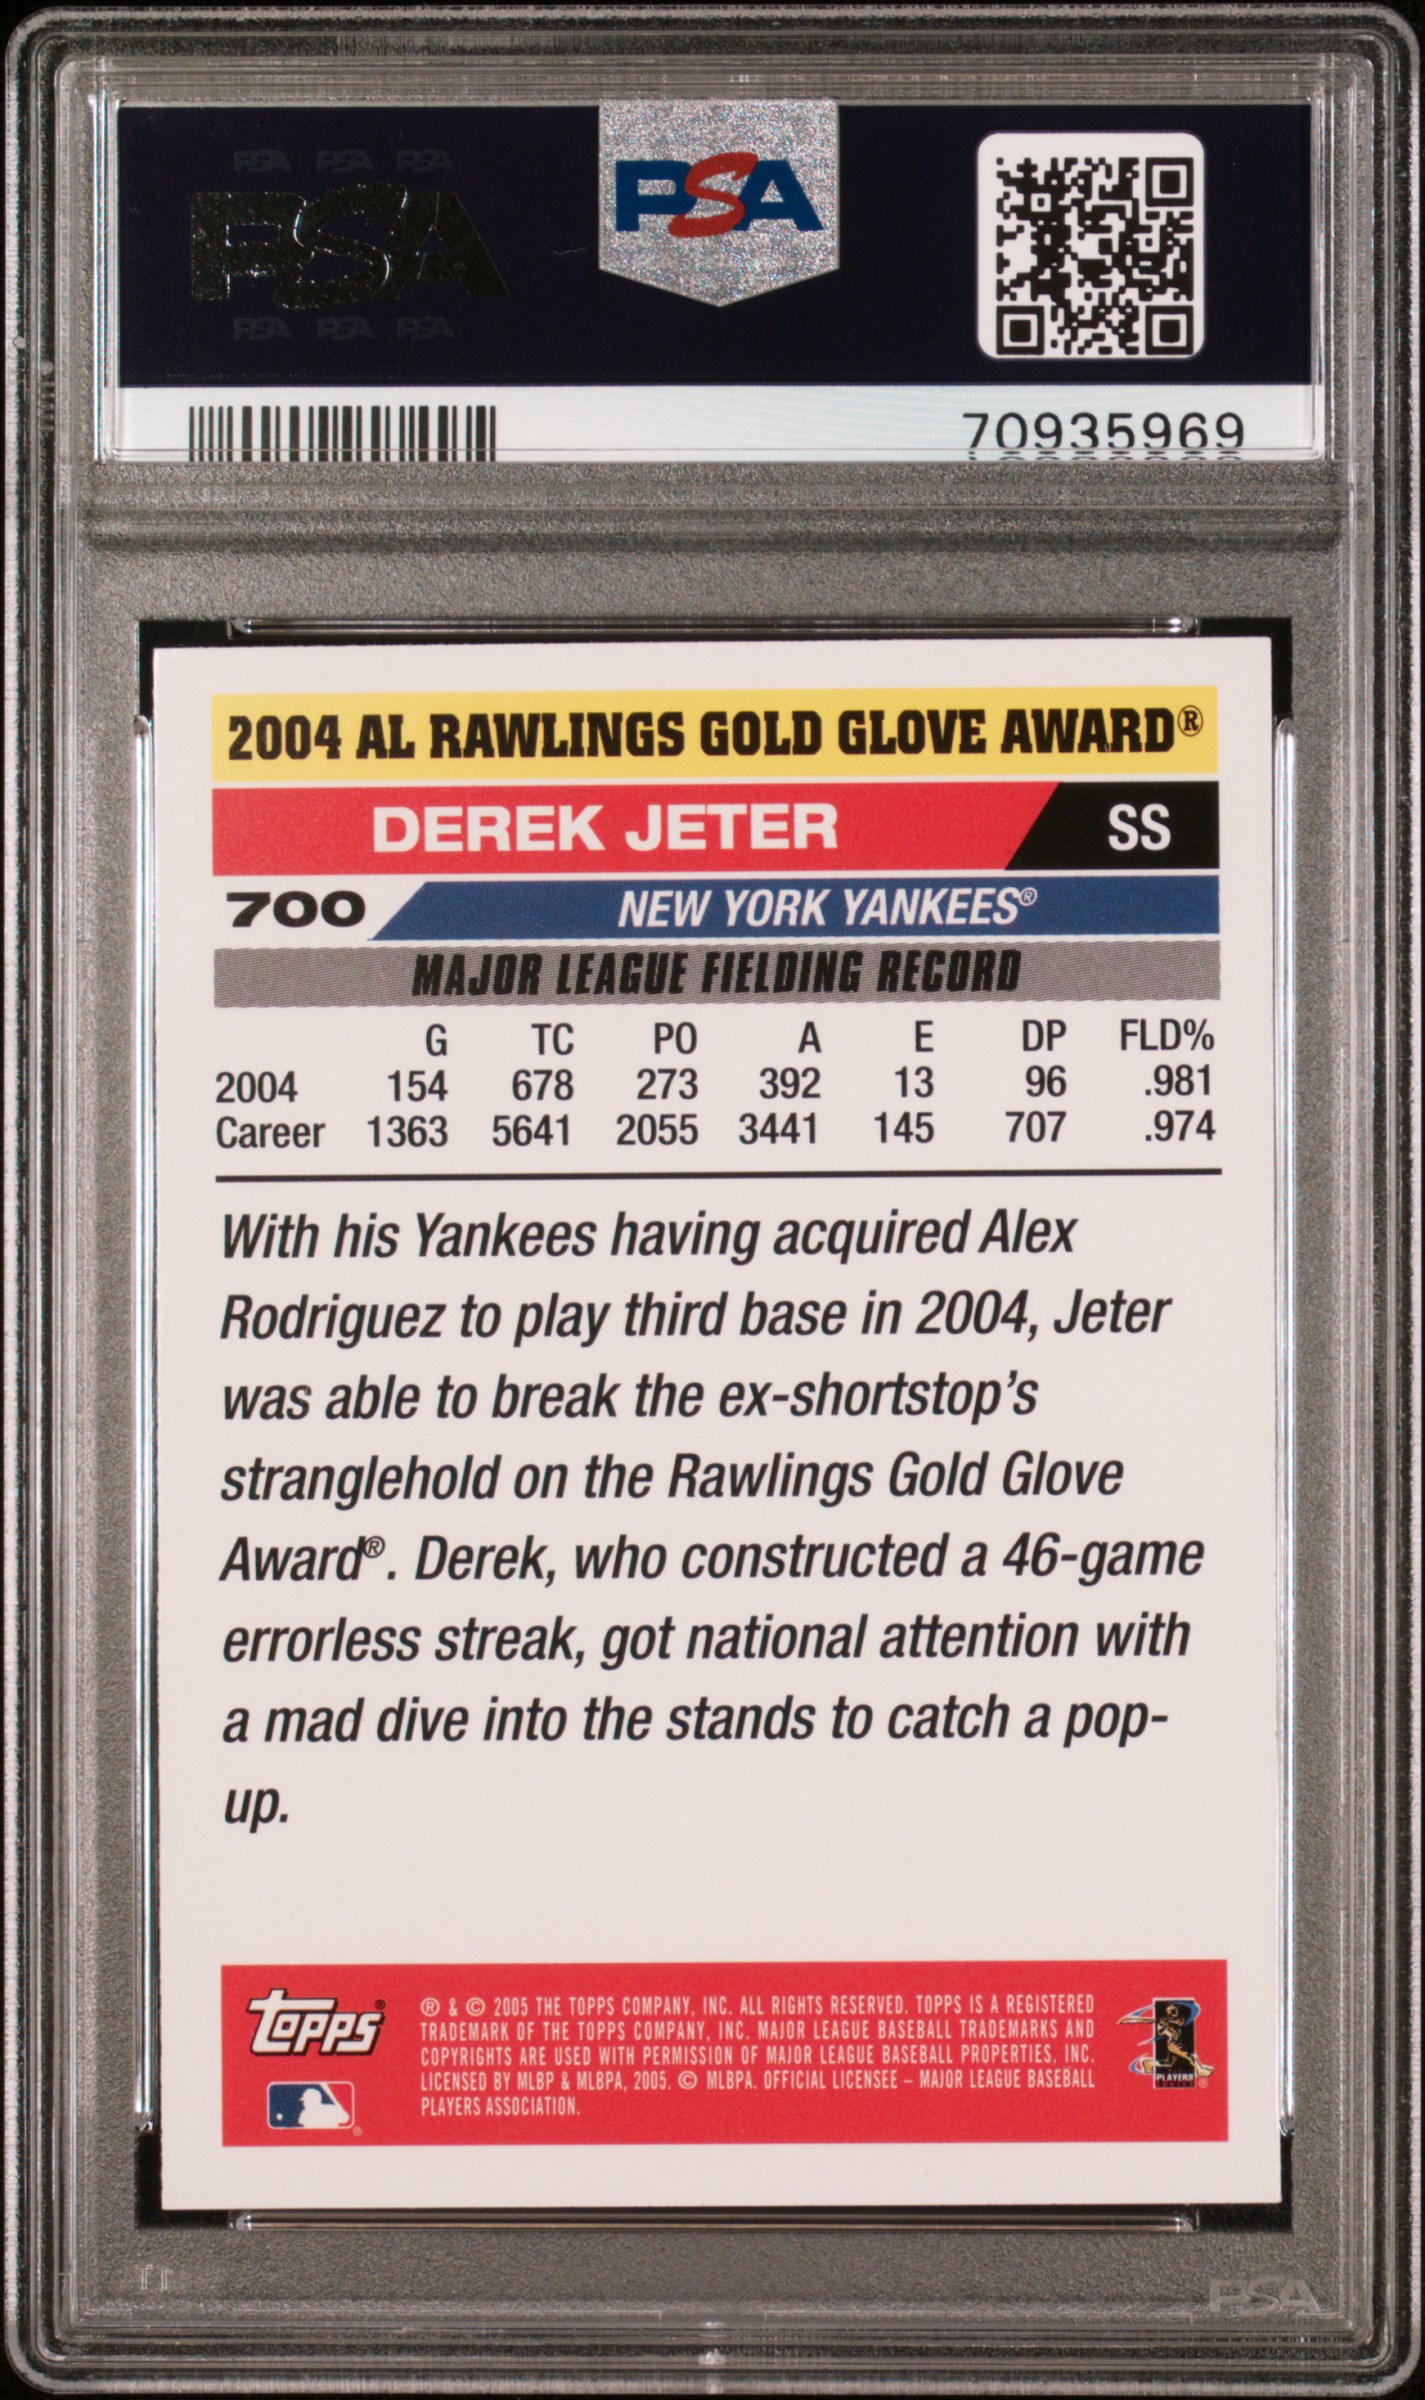 PSA PSA PSA
PSA
PSA PSA PSA
PSA
70935969
2004 AL RAWLINGS GOLD GLOVE AWARD®
DEREK JETER SS
700 NEW YORK YANKEES®
MAJOR LEAGUE FIELDING RECORD
G TC PO A E DP FLD%
2004 154 678 273 392 13 96 .981
Career 1363 5641 2055 3441 145 707 .974
With his Yankees having acquired Alex
Rodriguez to play third base in 2004, Jeter
was able to break the ex-shortstop's
stranglehold on the Rawlings Gold Glove
Award®. Derek, who constructed a 46-game
errorless streak, got national attention with
a mad dive into the stands to catch a pop-
up.
Topps®
® & © 2005 THE TOPPS COMPANY, INC. ALL RIGHTS RESERVED. TOPPS IS A REGISTERED
TRADEMARK OF THE TOPPS COMPANY, INC. MAJOR LEAGUE BASEBALL TRADEMARKS AND
COPYRIGHTS ARE USED WITH PERMISSION OF MAJOR LEAGUE BASEBALL PROPERTIES, INC.
LICENSED BY MLBP & MLBPA, 2005. © MLBPA. OFFICIAL LICENSEE – MAJOR LEAGUE BASEBALL
PLAYERS ASSOCIATION.
PLAYERS
PSA